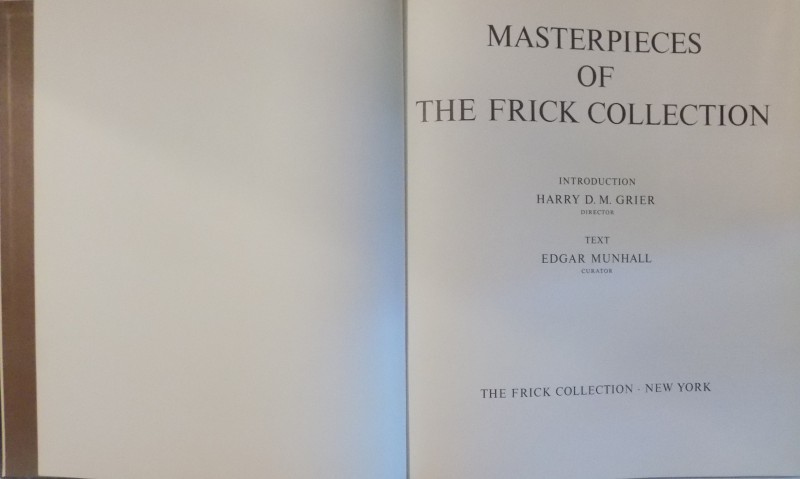 MASTERPIECES
OF
THE FRICK COLLECTION
INTRODUCTION
HARRY D. M. GRIER
DIRECTOR
TEXT
EDGAR MUNHALL
CURATOR
THE FRICK COLLECTION · NEW YORK